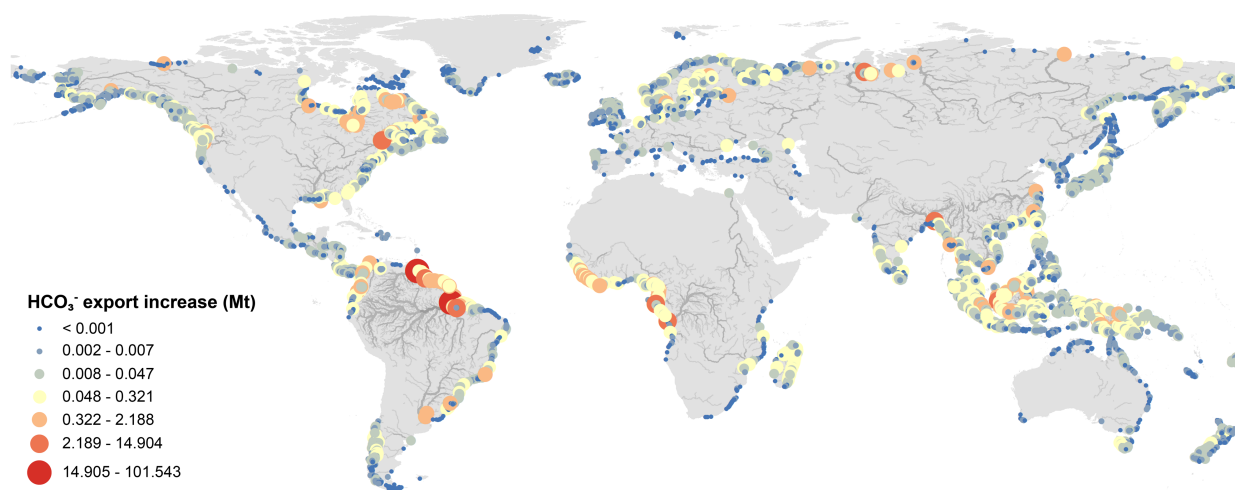 HCO₃⁻ export increase (Mt)
< 0.001
0.002 - 0.007
0.008 - 0.047
0.048 - 0.321
0.322 - 2.188
2.189 - 14.904
14.905 - 101.543